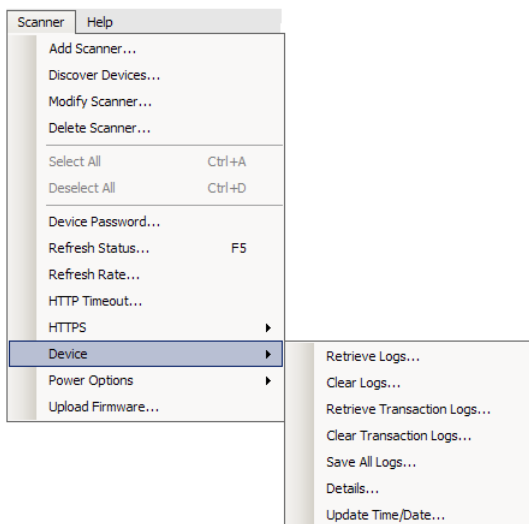 Scanner Help
Add Scanner...
Discover Devices...
Modify Scanner...
Delete Scanner...
Select All Ctrl+A
Deselect All Ctrl+D
Device Password...
Refresh Status... F5
Refresh Rate...
HTTP Timeout...
HTTPS
Device
Power Options
Upload Firmware...
Retrieve Logs...
Clear Logs...
Retrieve Transaction Logs...
Clear Transaction Logs...
Save All Logs...
Details...
Update Time/Date...